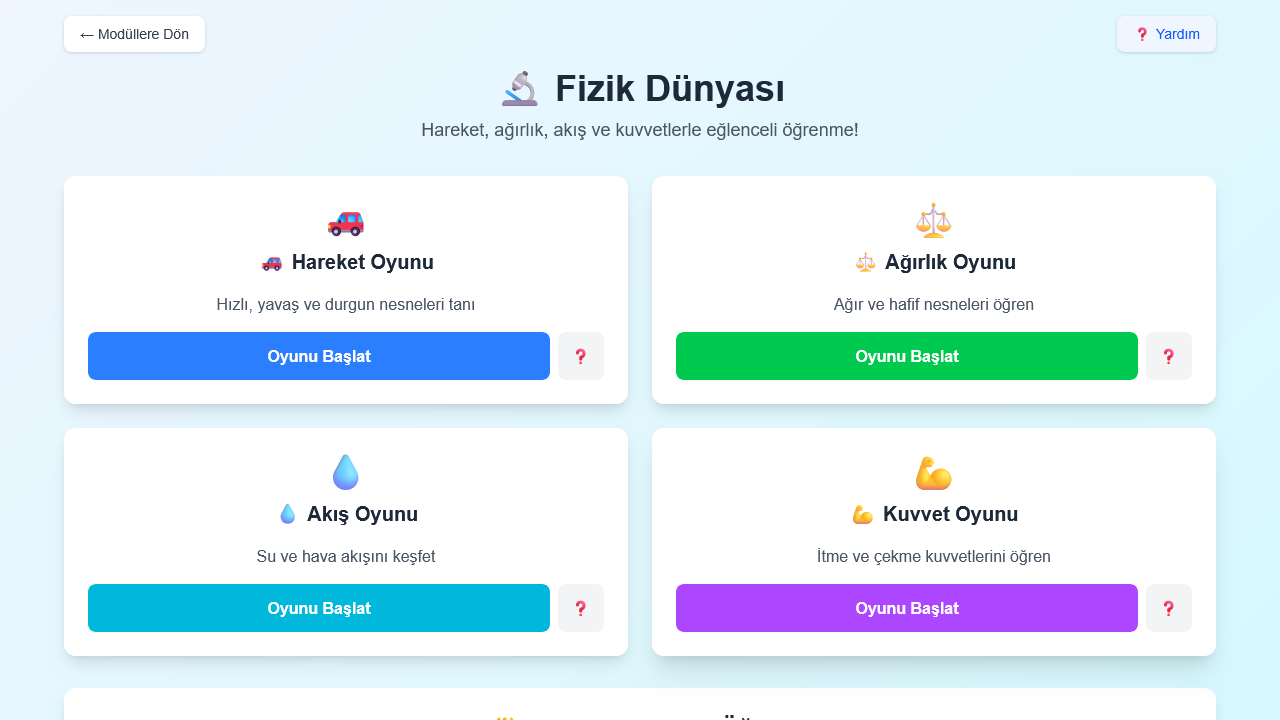 ← Modüllere Dön
❓ Yardım
🔬 Fizik Dünyası
Hareket, ağırlık, akış ve kuvvetlerle eğlenceli öğrenme!
🚗 Hareket Oyunu
Hızlı, yavaş ve durgun nesneleri tanı
Oyunu Başlat ❓
⚖️ Ağırlık Oyunu
Ağır ve hafif nesneleri öğren
Oyunu Başlat ❓
💧 Akış Oyunu
Su ve hava akışını keşfet
Oyunu Başlat ❓
💪 Kuvvet Oyunu
İtme ve çekme kuvvetlerini öğren
Oyunu Başlat ❓